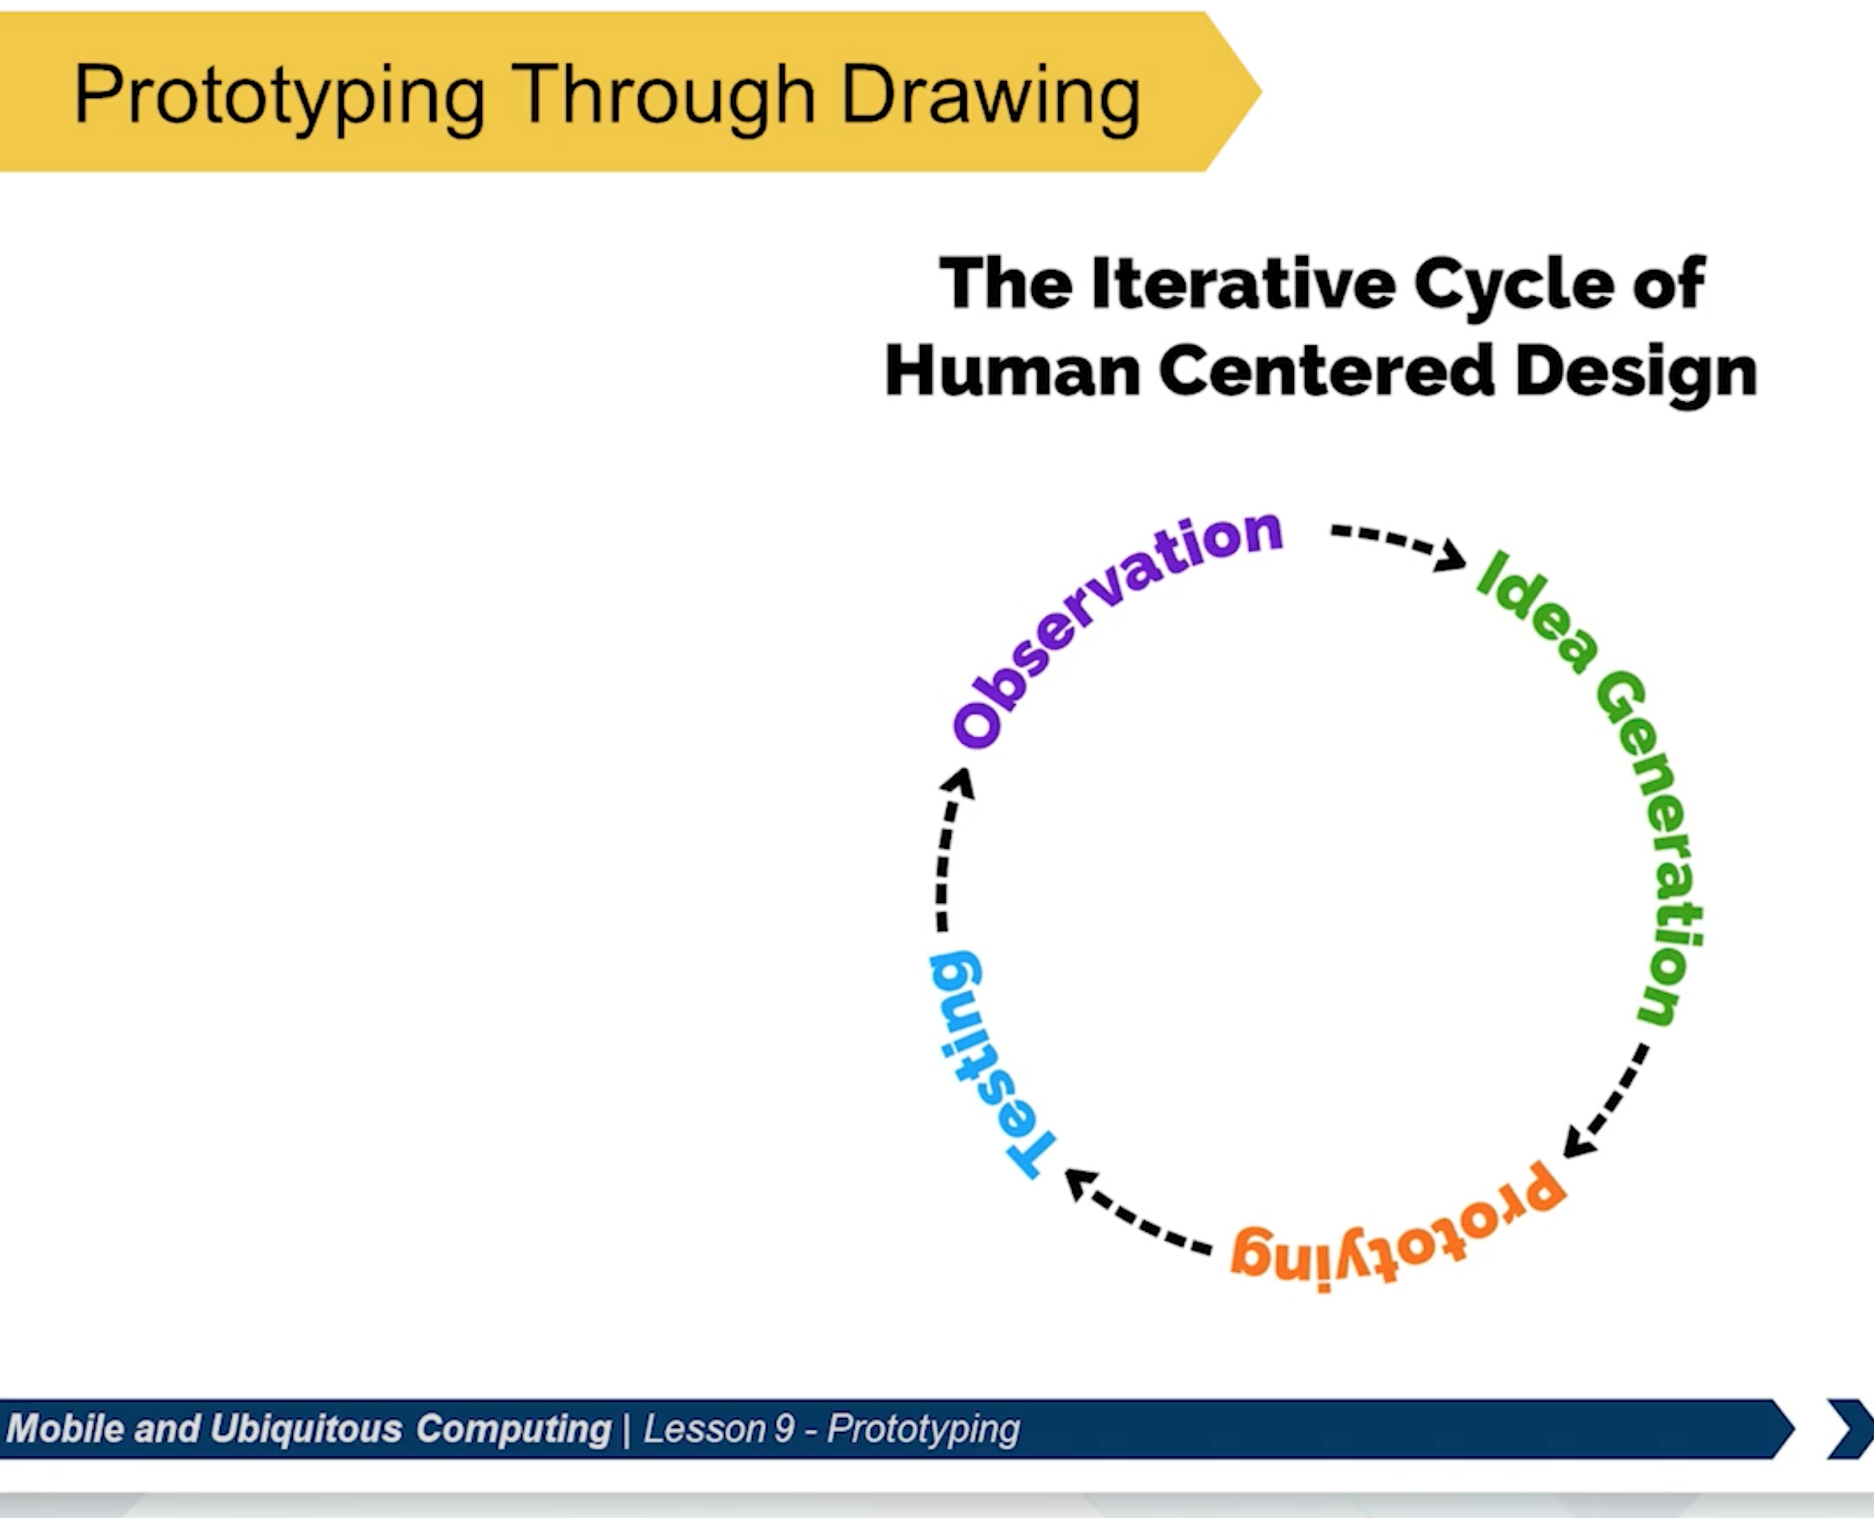 Prototyping Through Drawing
The Iterative Cycle of
Human Centered Design
Observation
Idea Generation
Prototying
Testing
Mobile and Ubiquitous Computing | Lesson 9 - Prototyping